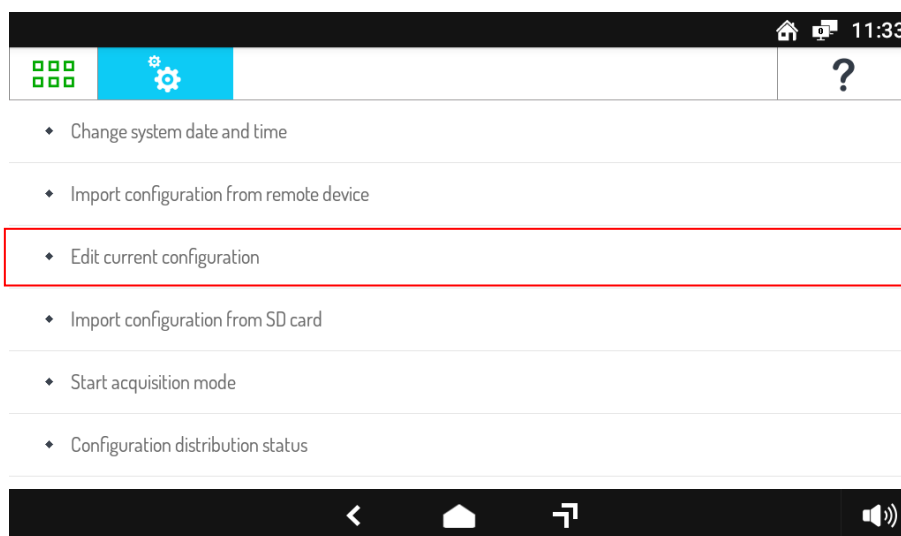 11:33
?
Change system date and time
Import configuration from remote device
Edit current configuration
Import configuration from SD card
Start acquisition mode
Configuration distribution status